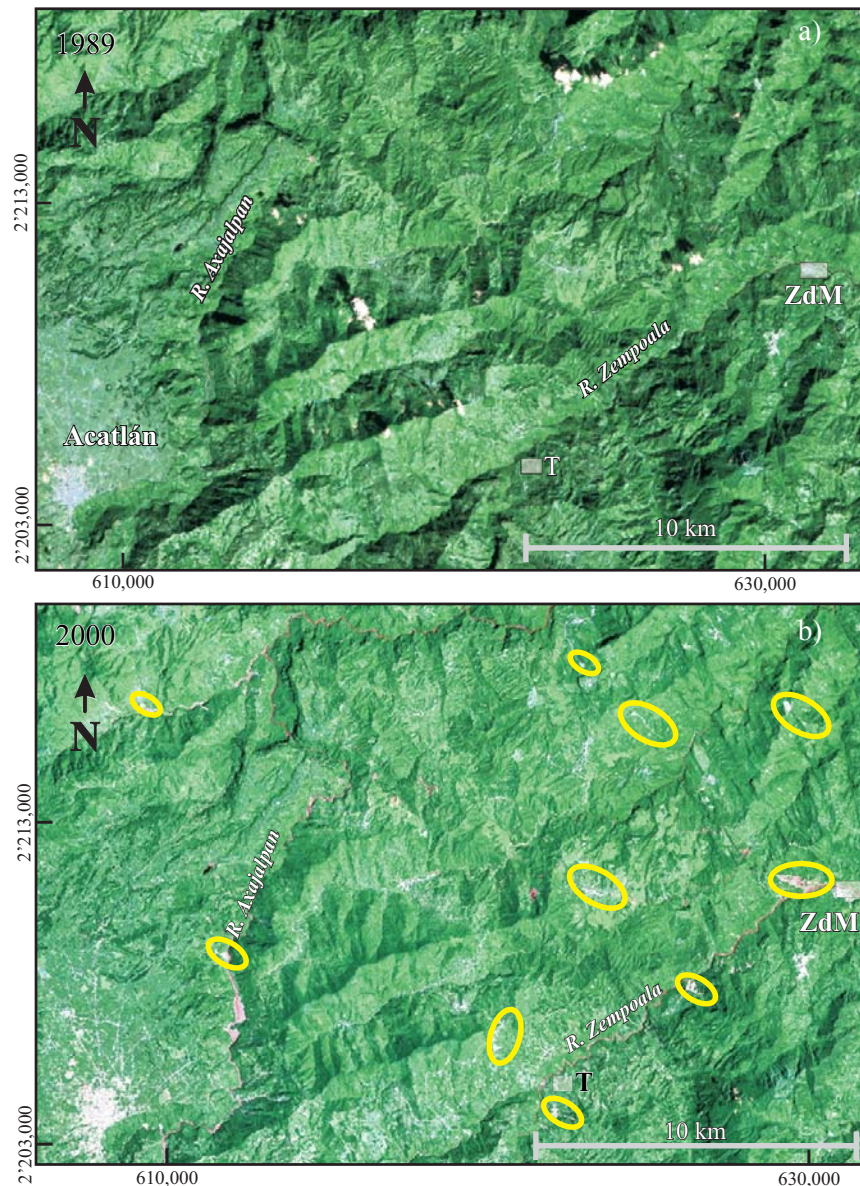 1989
a)
N
2'213,000
R. Axajalpan
ZdM
R. Zempoala
Acatlán
T
10 km
2'203,000
610,000
630,000
2000
b)
N
2'213,000
R. Axajalpan
ZdM
R. Zempoala
T
10 km
2'203,000
610,000
630,000